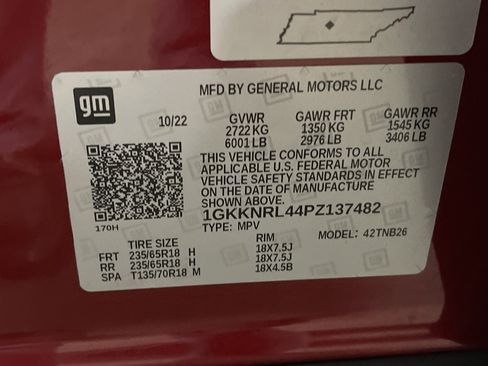 MFD BY GENERAL MOTORS LLC
gm
10/22 GVWR GAWR FRT GAWR RR
2722 KG 1350 KG 1545 KG
6001 LB 2976 LB 3406 LB
THIS VEHICLE CONFORMS TO ALL
APPLICABLE U.S. FEDERAL MOTOR
VEHICLE SAFETY AND THEFT
PREVENTION STANDARDS IN EFFECT
ON THE DATE OF MANUFACTURE
SHOWN ABOVE.
1GKKNRL44PZ137482
170H TYPE: MPV MODEL: 42TNB26
TIRE SIZE RIM
FRT 235/65R18 H 18X7.5J
RR 235/65R18 H 18X7.5J
SPA T135/70R18 M 18X4.5B